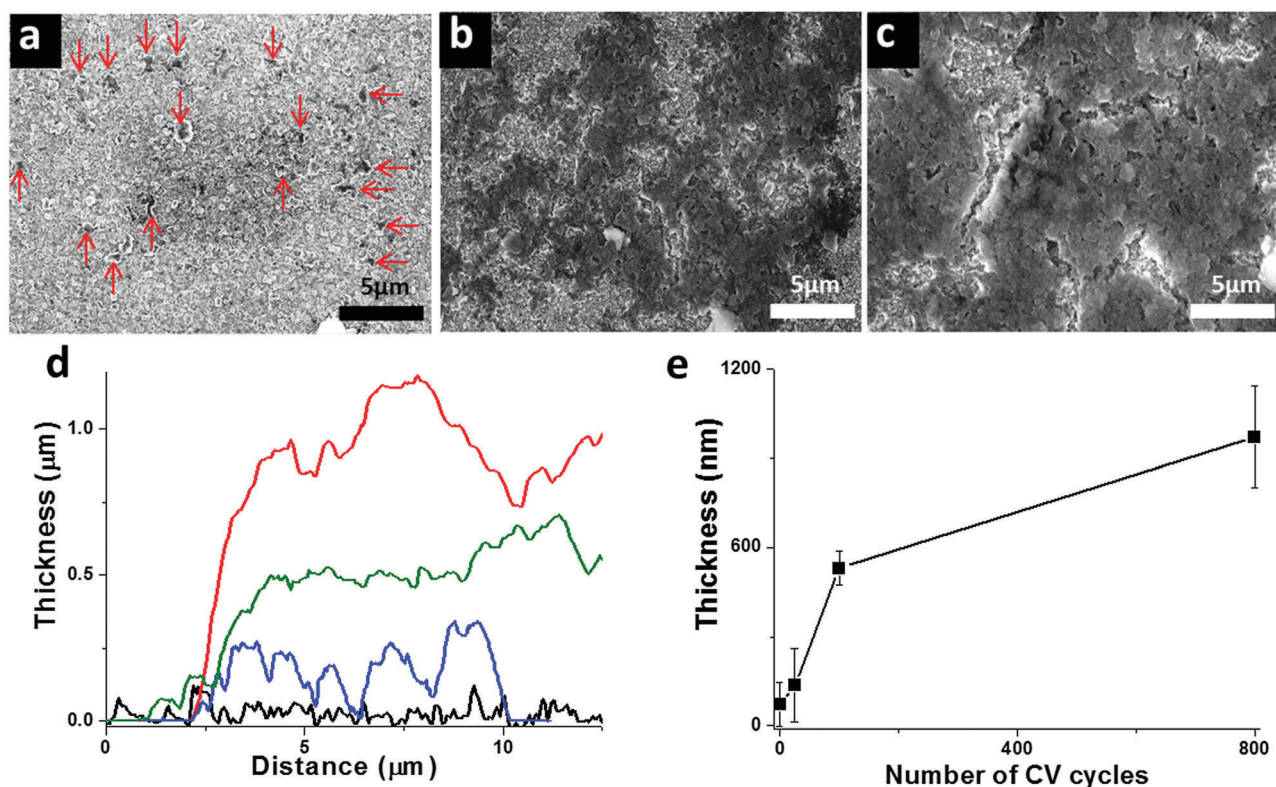 a
b
c
5μm
5μm
5μm
d
Thickness (μm)
1.0
0.5
0.0
0
5
10
Distance (μm)
e
Thickness (nm)
1200
600
0
0
400
800
Number of CV cycles